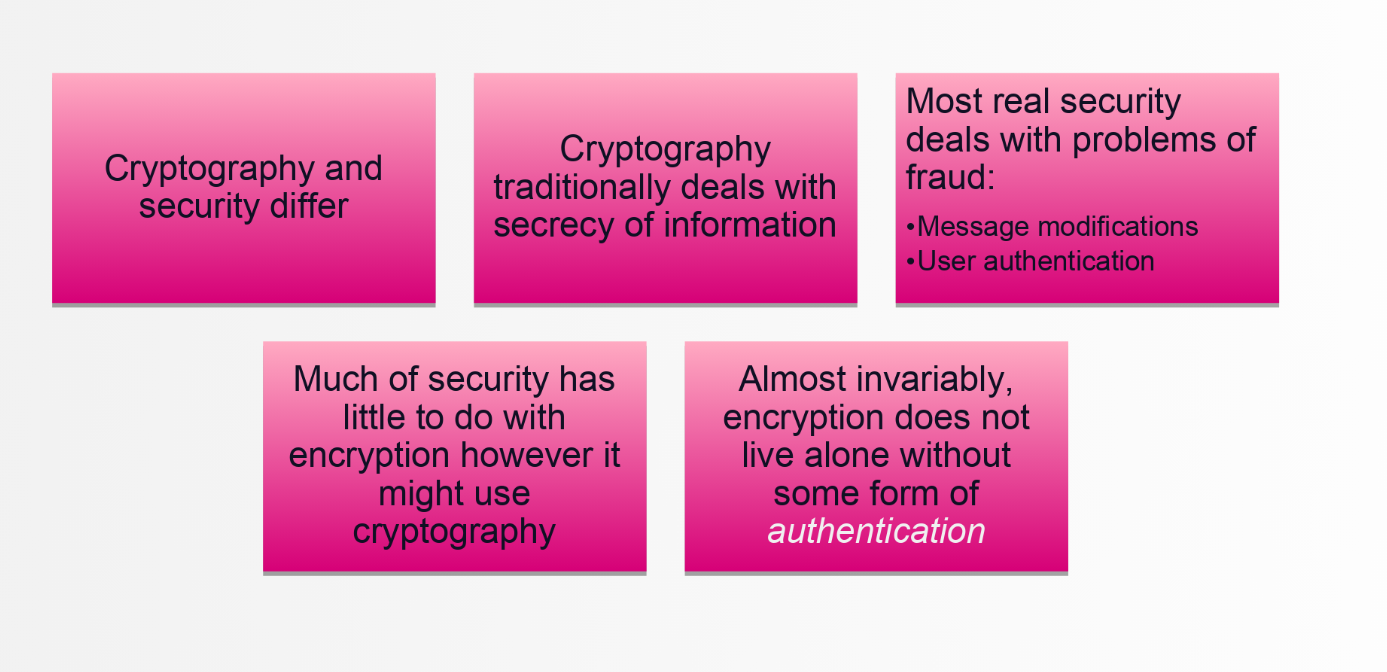 Cryptography and
security differ
Cryptography
traditionally deals with
secrecy of information
Most real security
deals with problems of
fraud:
•Message modifications
•User authentication
Much of security has
little to do with
encryption however it
might use
cryptography
Almost invariably,
encryption does not
live alone without
some form of
authentication